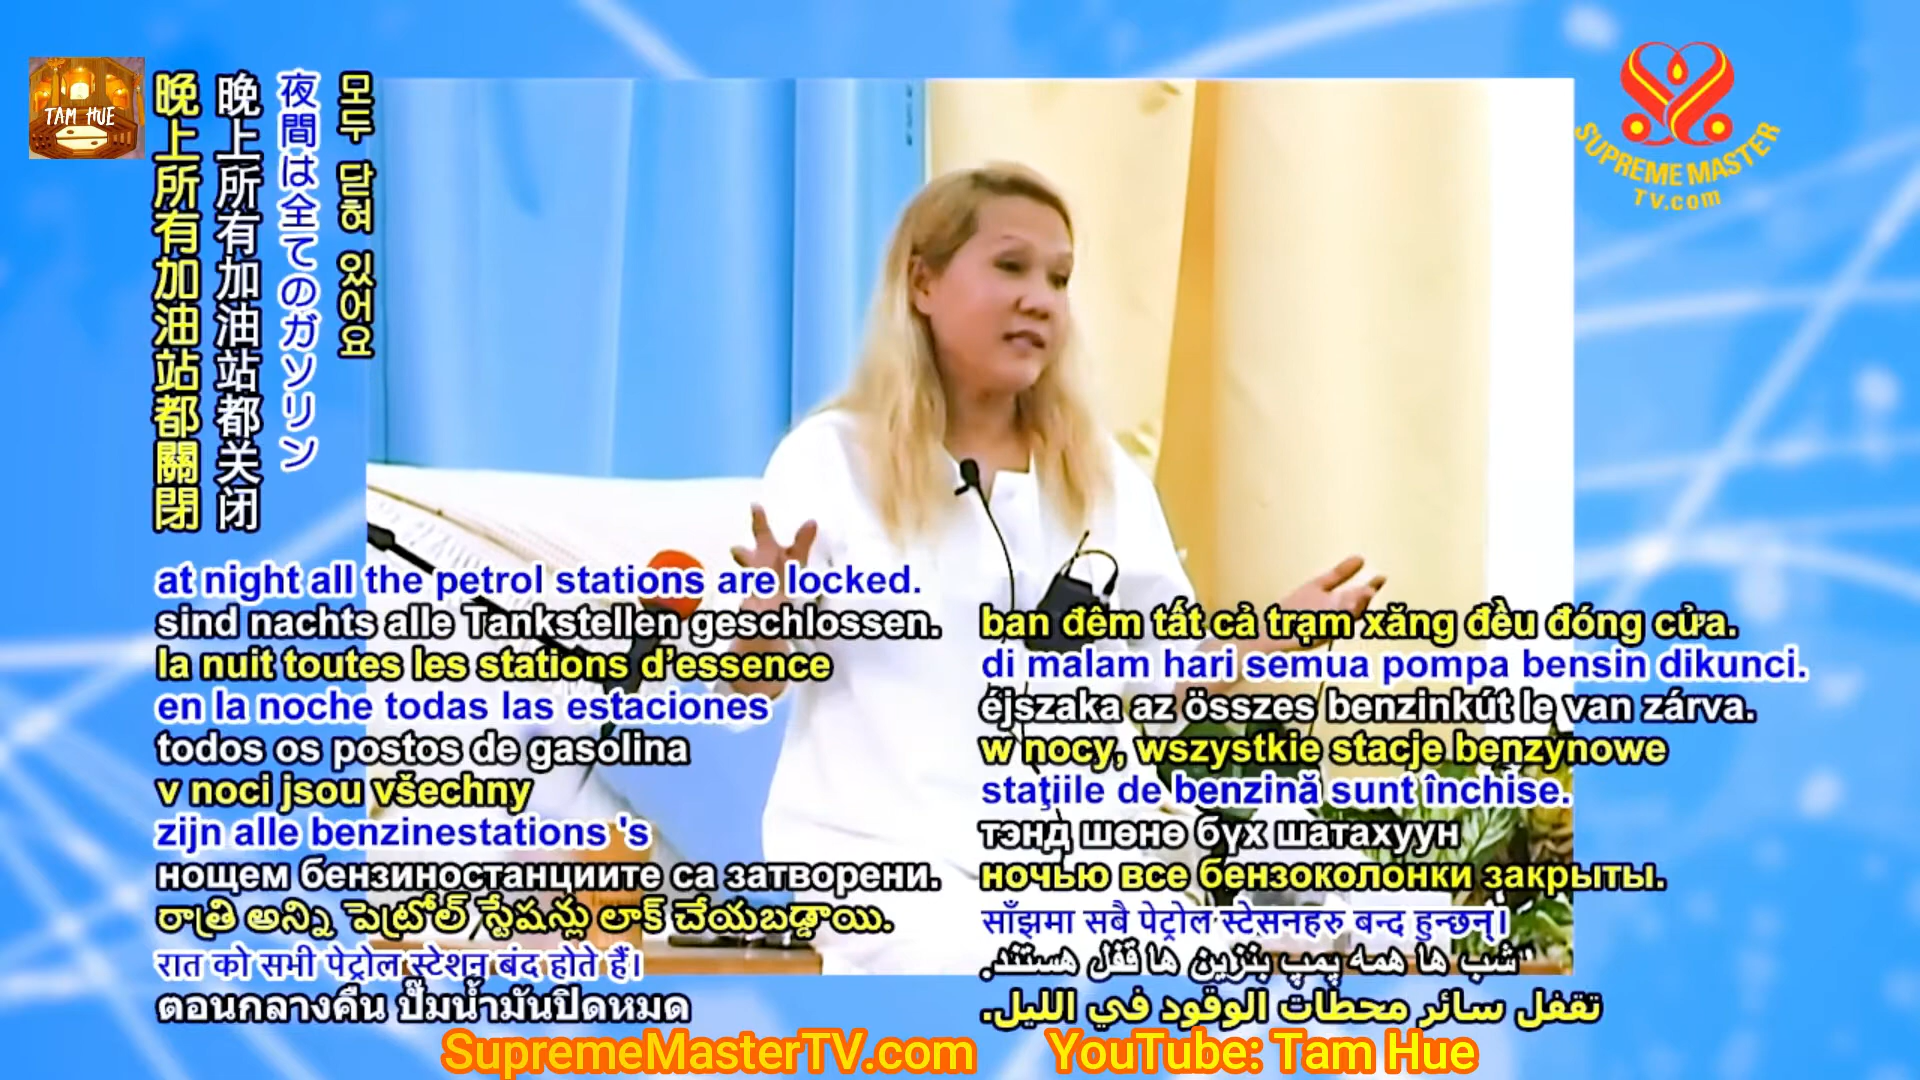 TAM HUE
晚上所有加油站都關閉
晚上所有加油站都关闭
夜間は全てのガソリン
모두 닫혀 있어요
SUPREME MASTER
TV.com
at night all the petrol stations are locked.
sind nachts alle Tankstellen geschlossen.
la nuit toutes les stations d’essence
en la noche todas las estaciones
todos os postos de gasolina
v noci jsou všechny
zijn alle benzinestations 's
нощем бензиностанциите са затворени.
రాత్రి అన్ని పెట్రోల్ స్టేషన్లు లాక్ చేయబడ్డాయి.
रात को सभी पेट्रोल स्टेशन बंद होते हैं।
ตอนกลางคืน ปั๊มน้ำมันปิดหมด
ban đêm tất cả trạm xăng đều đóng cửa.
di malam hari semua pompa bensin dikunci.
éjszaka az összes benzinkút le van zárva.
w nocy, wszystkie stacje benzynowe
staţiile de benzină sunt închise.
тэнд шөнө бүх шатахуун
ночью все бензоколонки закрыты.
साँझमा सबै पेट्रोल स्टेसनहरु बन्द हुन्छन्।
شب ها همه پمپ بنزین ها قفل هستند.
تقفل سائر محطات الوقود في الليل.
SupremeMasterTV.com
YouTube: Tam Hue